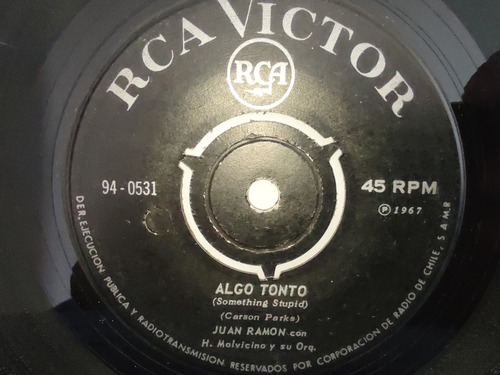 RCA VICTOR
RCA
94-0531
45 RPM
℗ 1967
ALGO TONTO
(Something Stupid)
(Carson Parks)
JUAN RAMON con
H. Malvicino y su Orq.
DER. EJECUCION PUBLICA Y RADIOTRANSMISION RESERVADOS POR CORPORACION DE RADIO DE CHILE, S A M R